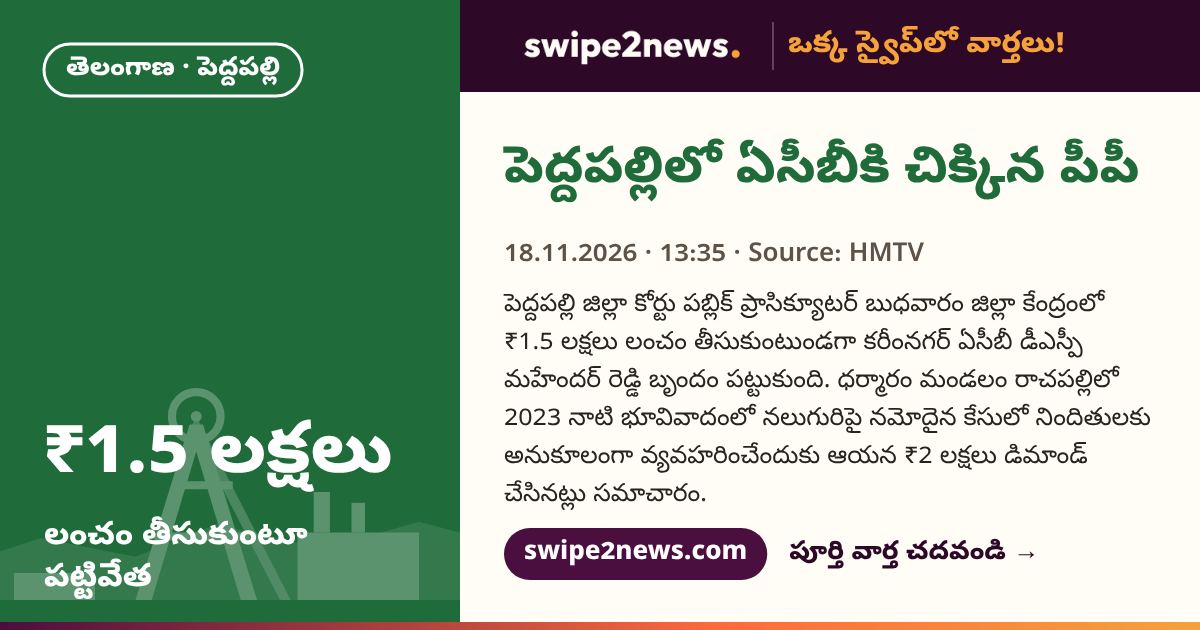 తెలంగాణ · పెద్దపల్లి
₹1.5 లక్షలు
లంచం తీసుకుంటూ
పట్టివేత
swipe2news.
ఒక్క స్వైప్‌లో వార్తలు!
పెద్దపల్లిలో ఏసీబీకి చిక్కిన పీపీ
18.11.2026 · 13:35 · Source: HMTV
పెద్దపల్లి జిల్లా కోర్టు పబ్లిక్ ప్రాసిక్యూటర్ బుధవారం జిల్లా కేంద్రంలో
₹1.5 లక్షలు లంచం తీసుకుంటుండగా కరీంనగర్ ఏసీబీ డీఎస్పీ
మహేందర్ రెడ్డి బృందం పట్టుకుంది. ధర్మారం మండలం రాచపల్లిలో
2023 నాటి భూవివాదంలో నలుగురిపై నమోదైన కేసులో నిందితులకు
అనుకూలంగా వ్యవహరించేందుకు ఆయన ₹2 లక్షలు డిమాండ్
చేసినట్లు సమాచారం.
swipe2news.com
పూర్తి వార్త చదవండి →